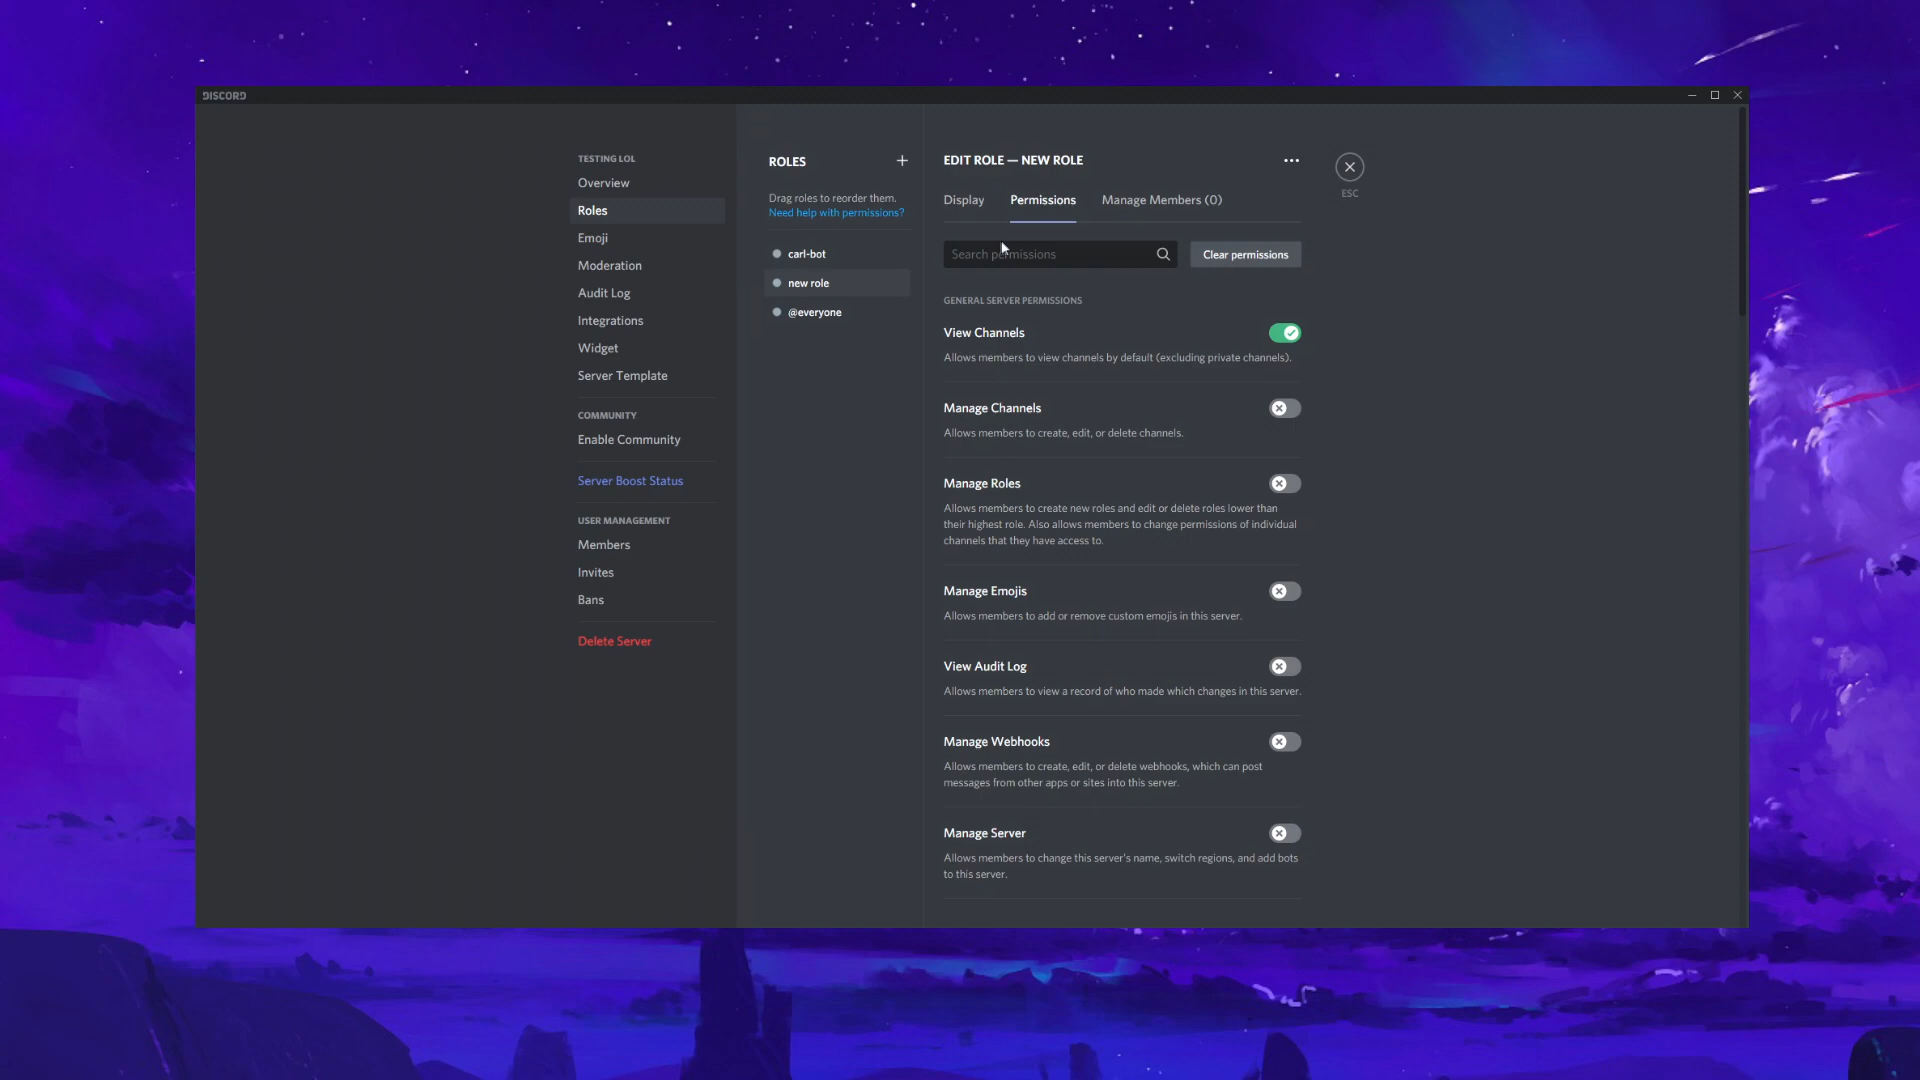 DISCORD
TESTING LOL
Overview
Roles
Emoji
Moderation
Audit Log
Integrations
Widget
Server Template
COMMUNITY
Enable Community
Server Boost Status
USER MANAGEMENT
Members
Invites
Bans
Delete Server
ROLES
Drag roles to reorder them.
Need help with permissions?
carl-bot
new role
@everyone
EDIT ROLE — NEW ROLE
ESC
Display Permissions Manage Members (0)
Search permissions Clear permissions
GENERAL SERVER PERMISSIONS
View Channels
Allows members to view channels by default (excluding private channels).
Manage Channels
Allows members to create, edit, or delete channels.
Manage Roles
Allows members to create new roles and edit or delete roles lower than
their highest role. Also allows members to change permissions of individual
channels that they have access to.
Manage Emojis
Allows members to add or remove custom emojis in this server.
View Audit Log
Allows members to view a record of who made which changes in this server.
Manage Webhooks
Allows members to create, edit, or delete webhooks, which can post
messages from other apps or sites into this server.
Manage Server
Allows members to change this server's name, switch regions, and add bots
to this server.